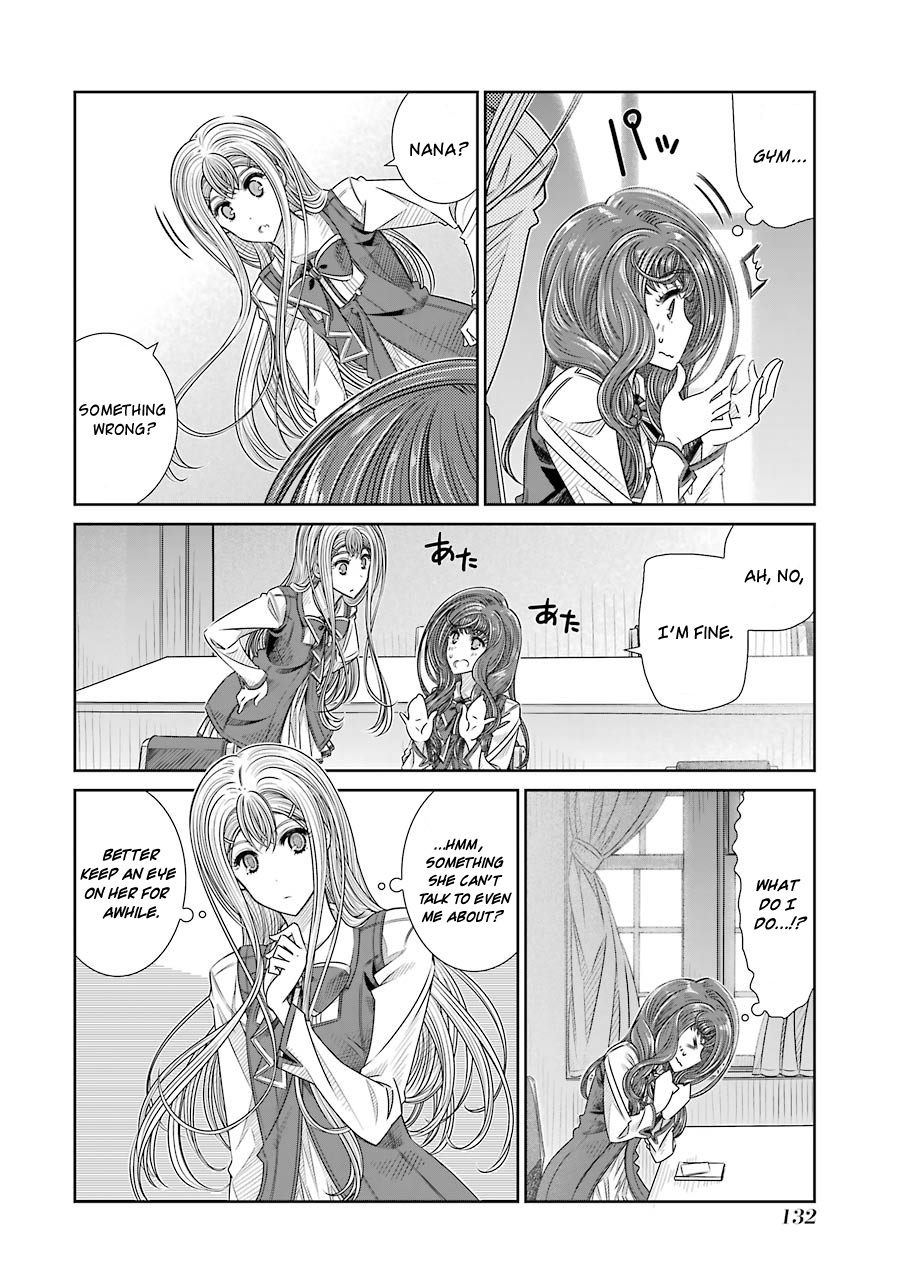 GYM...
パッ
NANA?
SOMETHING
WRONG?
AH, NO,
I'M FINE.
あた
あた
WHAT
DO I
DO...!?
...HMM,
SOMETHING
SHE CAN'T
TALK TO EVEN
ME ABOUT?
BETTER
KEEP AN EYE
ON HER FOR
AWHILE.
132